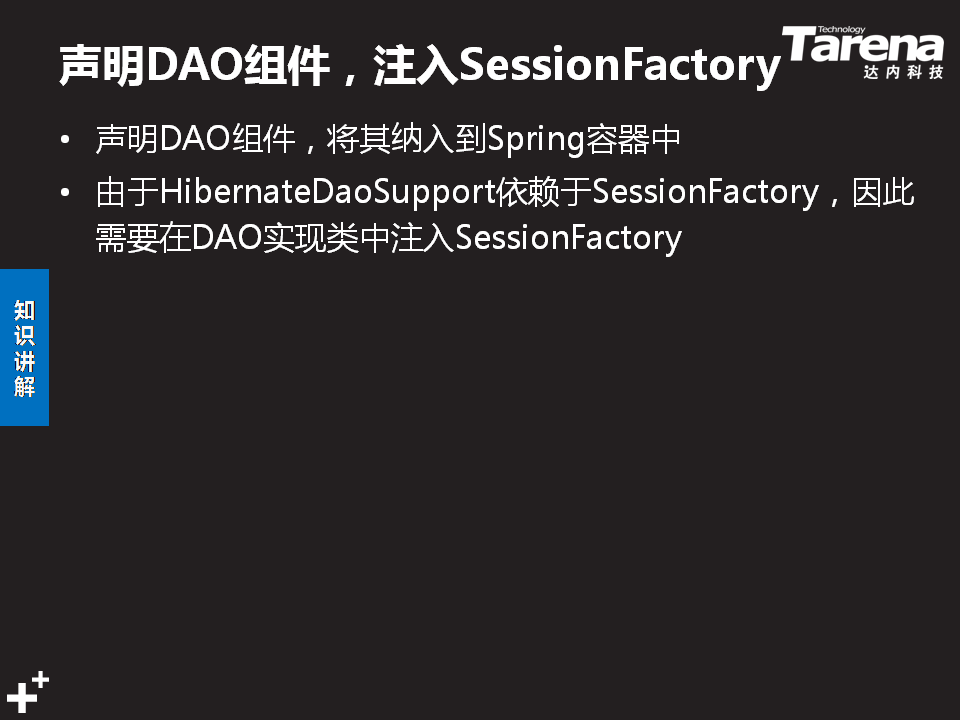 声明DAO组件，注入SessionFactory
Technology
Tarena
达内科技
• 声明DAO组件，将其纳入到Spring容器中
• 由于HibernateDaoSupport依赖于SessionFactory，因此
需要在DAO实现类中注入SessionFactory
知
识
讲
解